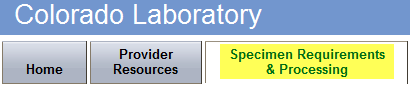 Colorado Laboratory
Home
Provider
Resources
Specimen Requirements
& Processing